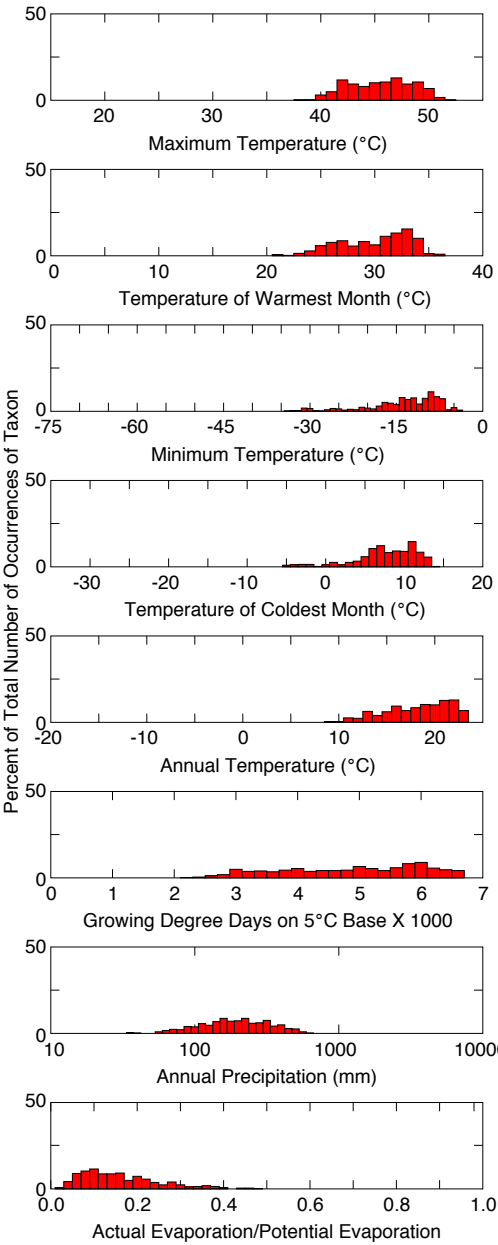 Percent of Total Number of Occurrences of Taxon
50
0
20 30 40 50
Maximum Temperature (°C)
50
0
0 10 20 30 40
Temperature of Warmest Month (°C)
50
0
-75 -60 -45 -30 -15 0
Minimum Temperature (°C)
50
0
-30 -20 -10 0 10 20
Temperature of Coldest Month (°C)
50
0
-20 -10 0 10 20
Annual Temperature (°C)
50
0
0 1 2 3 4 5 6 7
Growing Degree Days on 5°C Base X 1000
50
0
10 100 1000 10000
Annual Precipitation (mm)
50
0
0.0 0.2 0.4 0.6 0.8 1.0
Actual Evaporation/Potential Evaporation